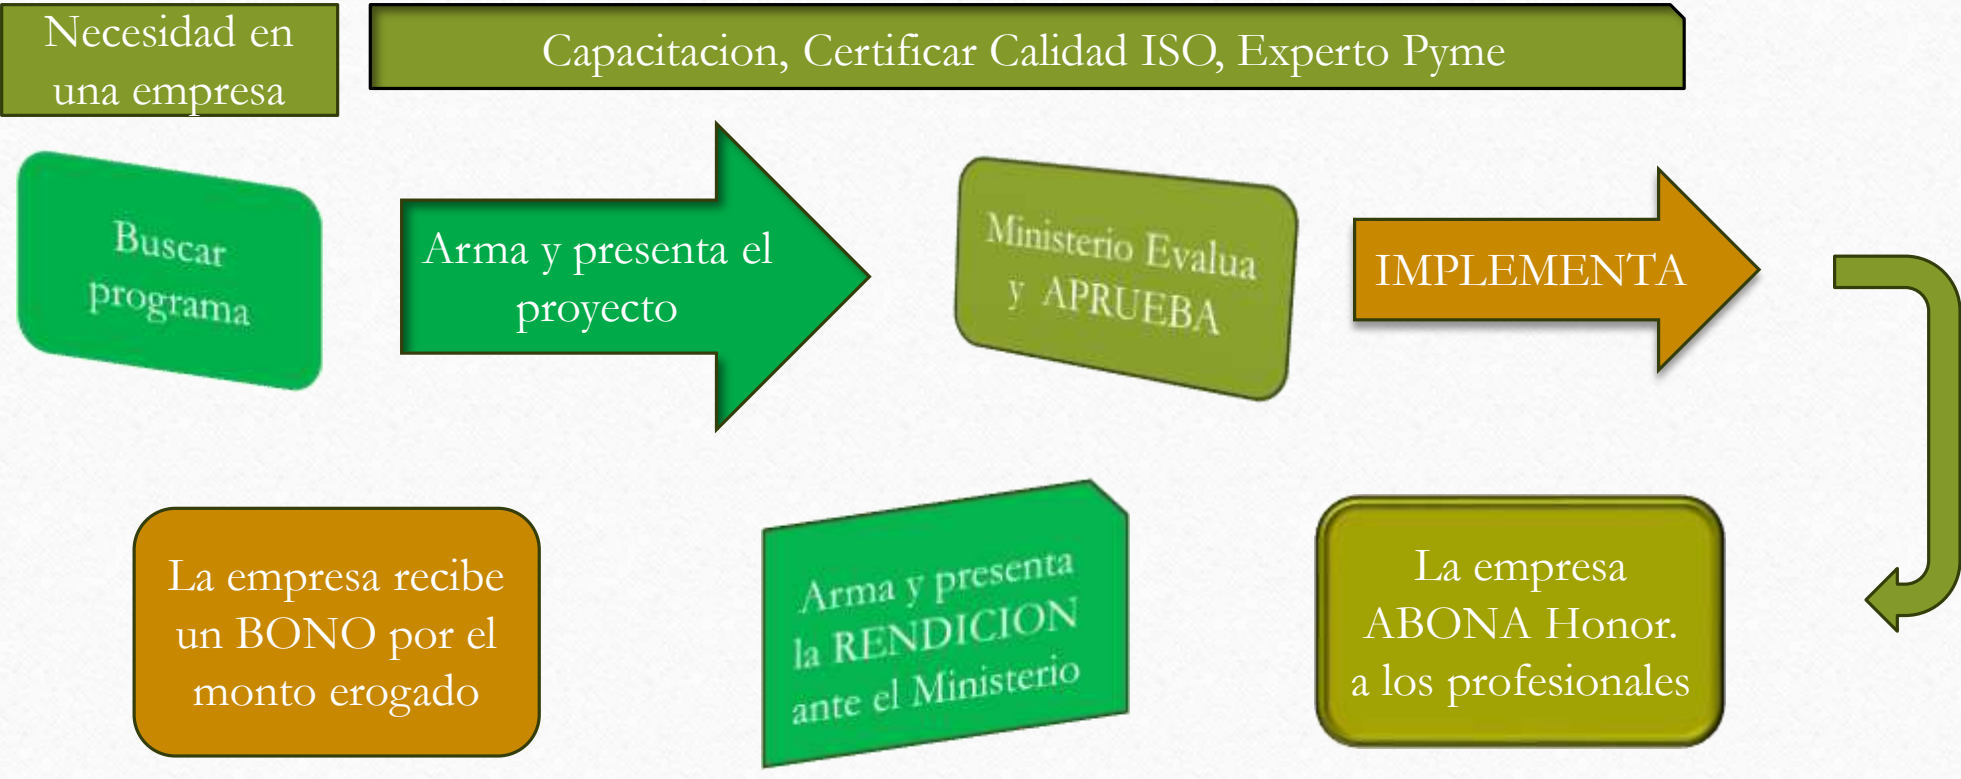 Necesidad en
una empresa
Capacitacion, Certificar Calidad ISO, Experto Pyme
Buscar
programa
Arma y presenta el
proyecto
Ministerio Evalua
y APRUEBA
IMPLEMENTA
La empresa
ABONA Honor.
a los profesionales
Arma y presenta
la RENDICION
ante el Ministerio
La empresa recibe
un BONO por el
monto erogado